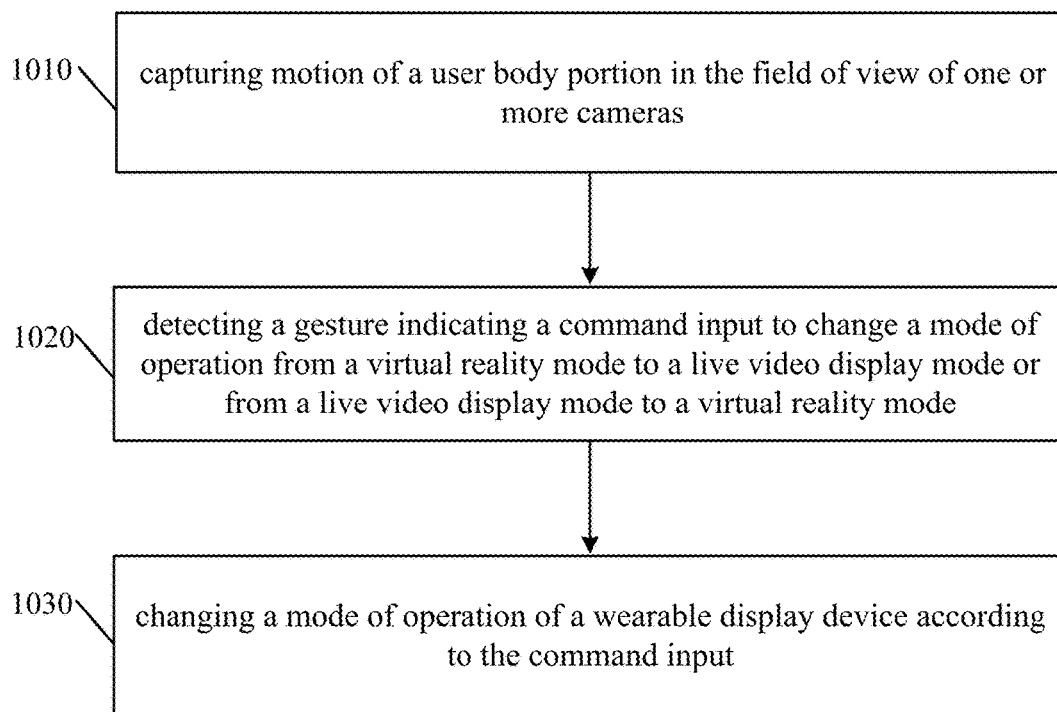 1010
capturing motion of a user body portion in the field of view of one or
more cameras
1020
detecting a gesture indicating a command input to change a mode of
operation from a virtual reality mode to a live video display mode or
from a live video display mode to a virtual reality mode
1030
changing a mode of operation of a wearable display device according
to the command input